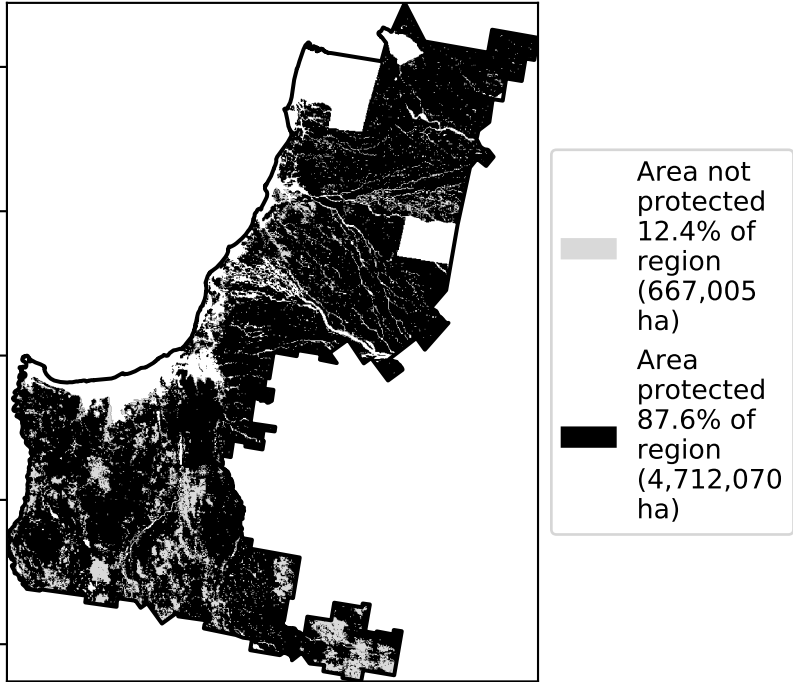 Area not
protected
12.4% of
region
(667,005
ha)
Area
protected
87.6% of
region
(4,712,070
ha)